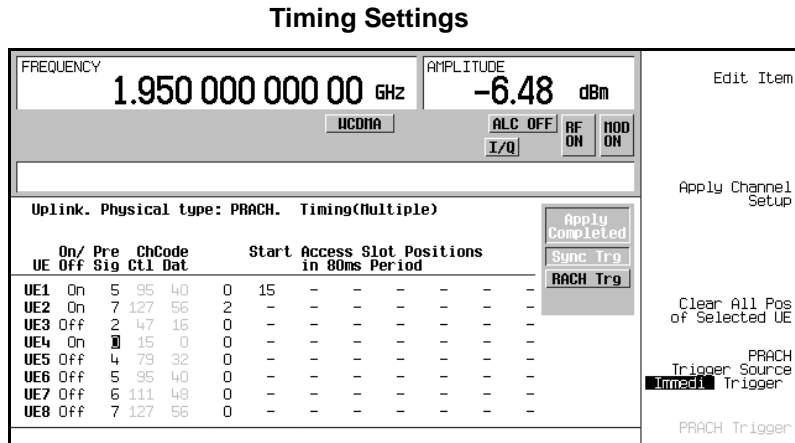 Timing Settings
FREQUENCY
1.950 000 000 00 GHz
AMPLITUDE
-6.48 dBm
WCDMA
ALC OFF
I/Q
RF ON
MOD ON
Uplink. Physical type: PRACH. Timing(Multiple)
Apply Completed
Sync Trg
RACH Trg
On/ Pre ChCode Start Access Slot Positions
UE Off Sig Ctl Dat in 80ms Period
UE1 On 5 95 40 0 15 - - - - - -
UE2 On 7 127 56 2 - - - - - - -
UE3 Off 2 47 16 0 - - - - - - -
UE4 On 0 15 0 0 - - - - - - -
UE5 Off 4 79 32 0 - - - - - - -
UE6 Off 5 95 40 0 - - - - - - -
UE7 Off 6 111 48 0 - - - - - - -
UE8 Off 7 127 56 0 - - - - - - -
Edit Item
Apply Channel
Setup
Clear All Pos
of Selected UE
PRACH
Trigger Source
Immedi Trigger
PRACH Trigger